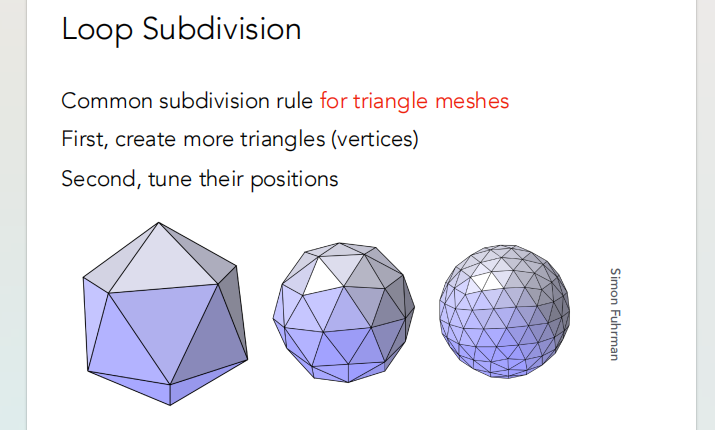 Loop Subdivision
Common subdivision rule for triangle meshes
First, create more triangles (vertices)
Second, tune their positions
Simon Fuhrman